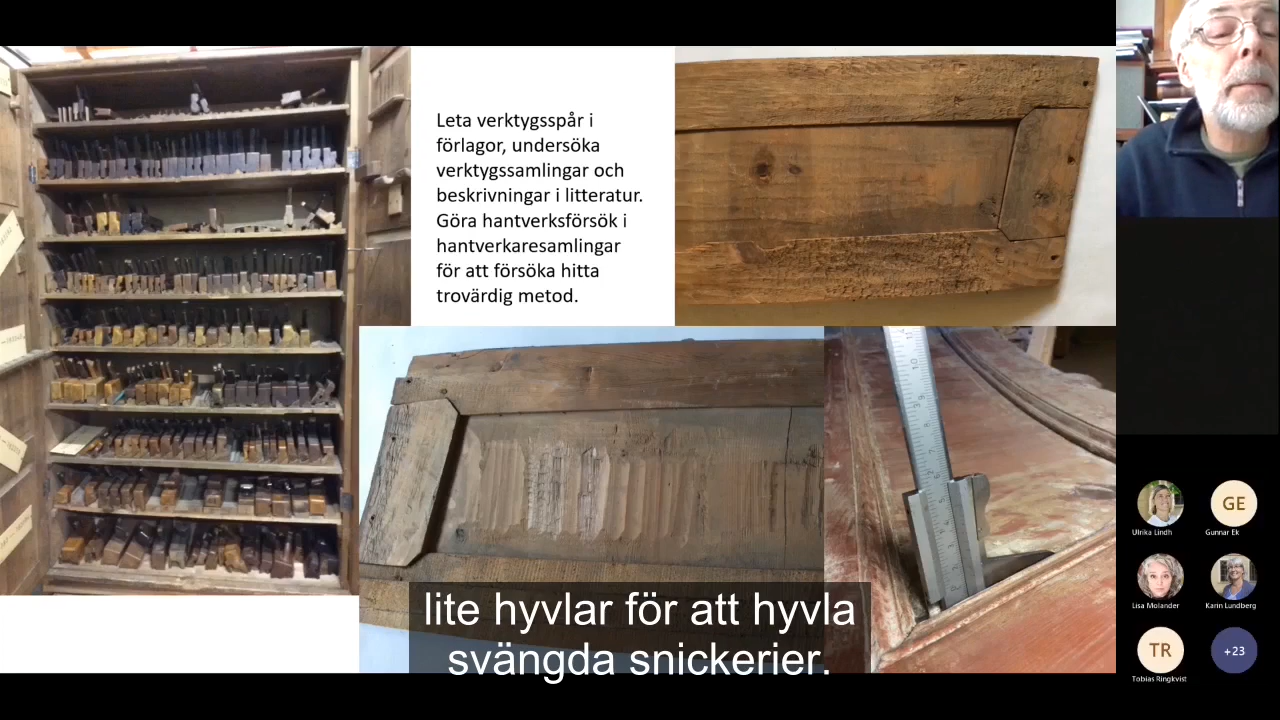 Leta verktygsspår i
förlagor, undersöka
verktygssamlingar och
beskrivningar i litteratur.
Göra hantverksförsök i
hantverkaresamlingar
för att försöka hitta
trovärdig metod.
lite hyvlar för att hyvla
svängda snickerier.
Ulrika Lindh
GE
Gunnar Ek
Lisa Molander
Karin Lundberg
TR
Tobias Ringkvist
+23